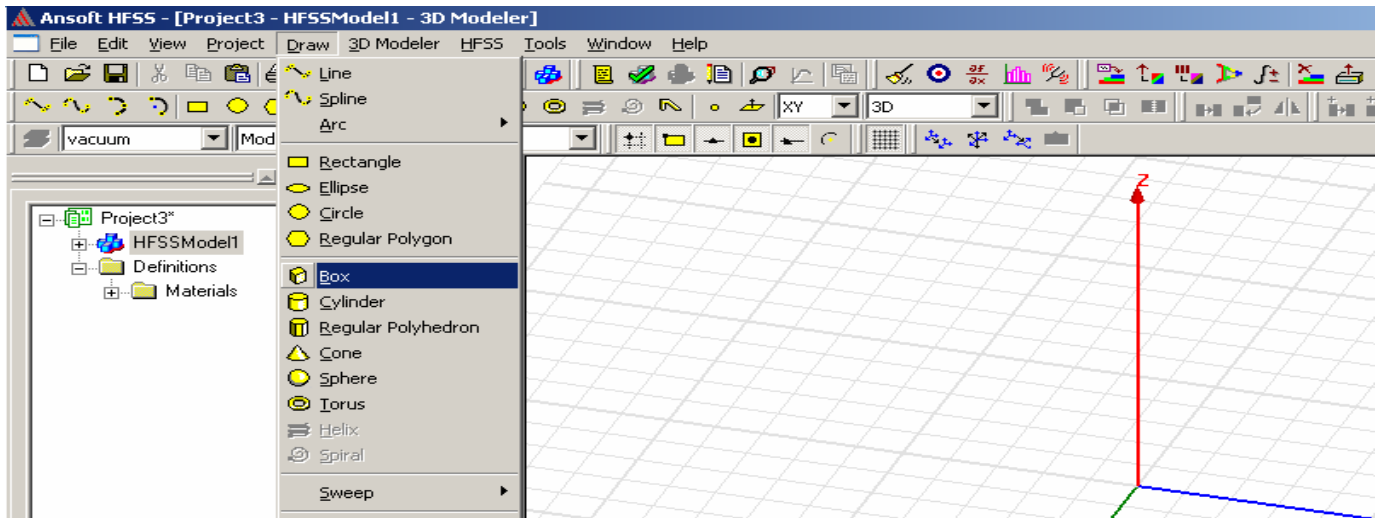 Ansoft HFSS - [Project3 - HFSSModel1 - 3D Modeler]
File Edit View Project Draw 3D Modeler HFSS Tools Window Help
XY 3D
vacuum Mod
Line
Spline
Arc
Rectangle
Ellipse
Circle
Regular Polygon
Box
Cylinder
Regular Polyhedron
Cone
Sphere
Torus
Helix
Spiral
Sweep
Project3*
HFSSModel1
Definitions
Materials
Z